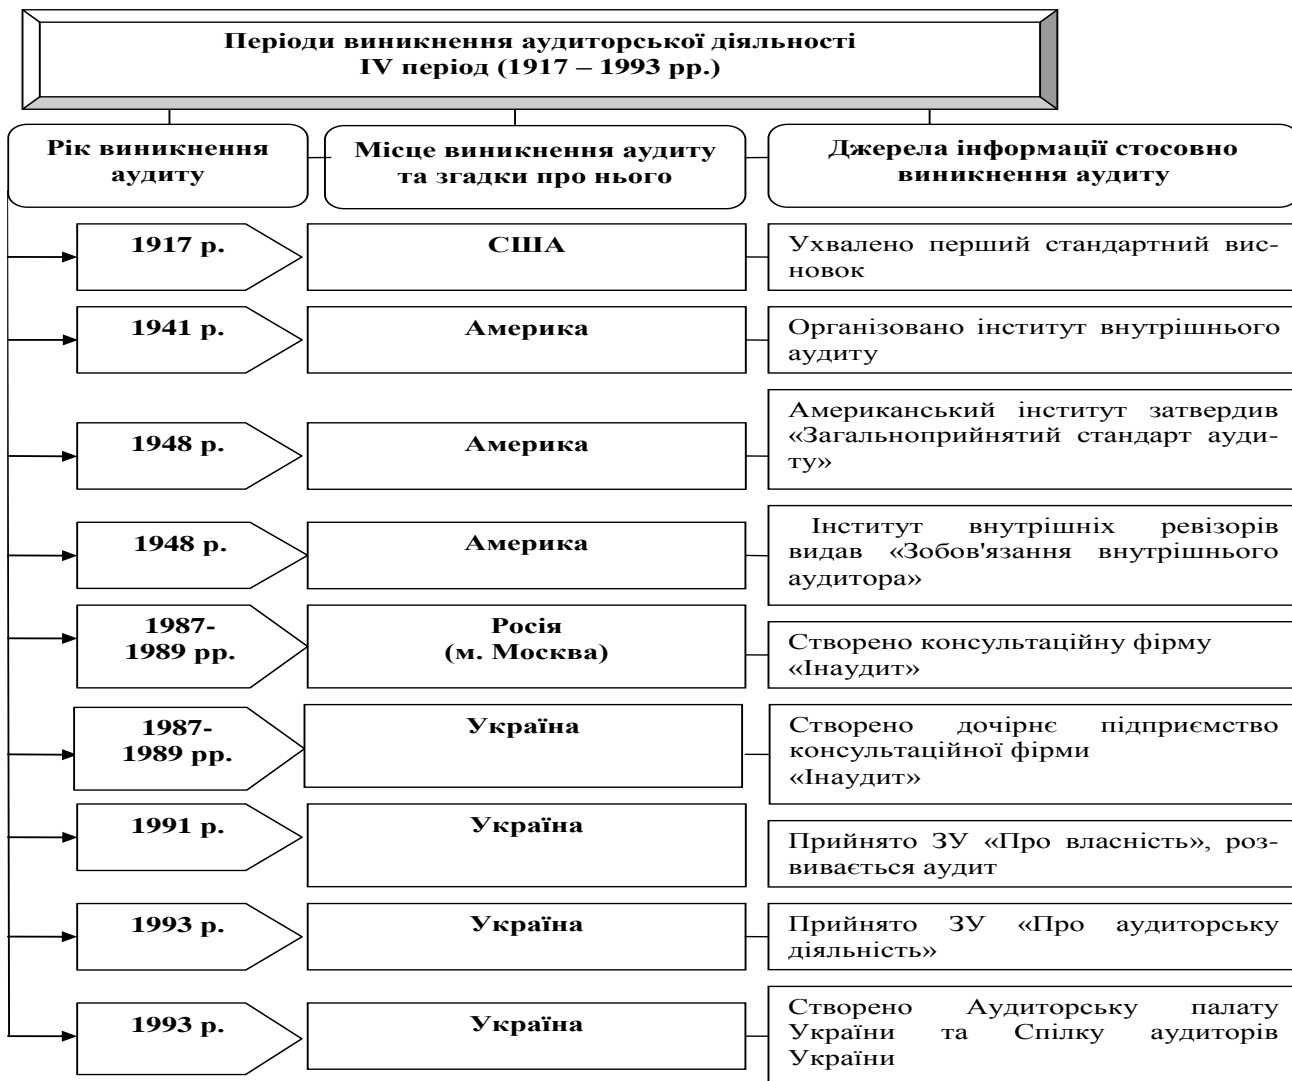 Періоди виникнення аудиторської діяльності
IV період (1917 – 1993 рр.)
Рік виникнення
аудиту
Місце виникнення аудиту
та згадки про нього
Джерела інформації стосовно
виникнення аудиту
1917 р.
США
Ухвалено перший стандартний вис-
новок
1941 р.
Америка
Організовано інститут внутрішнього
аудиту
1948 р.
Америка
Американський інститут затвердив
«Загальноприйнятий стандарт ауди-
ту»
1948 р.
Америка
Інститут внутрішніх ревізорів
видав «Зобов'язання внутрішнього
аудитора»
1987-
1989 рр.
Росія
(м. Москва)
Створено консультаційну фірму
«Інаудит»
1987-
1989 рр.
Україна
Створено дочірнє підприємство
консультаційної фірми
«Інаудит»
1991 р.
Україна
Прийнято ЗУ «Про власність», роз-
вивається аудит
1993 р.
Україна
Прийнято ЗУ «Про аудиторську
діяльність»
1993 р.
Україна
Створено Аудиторську палату
України та Спілку аудиторів
України